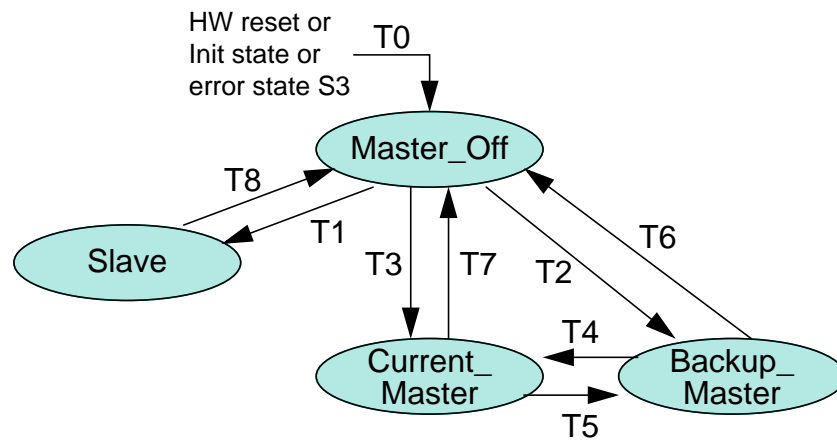 HW reset or
Init state or
error state S3
T0
Master_Off
T8
T1
Slave
T3
T7
T2
T6
T4
Current_
Master
Backup_
Master
T5